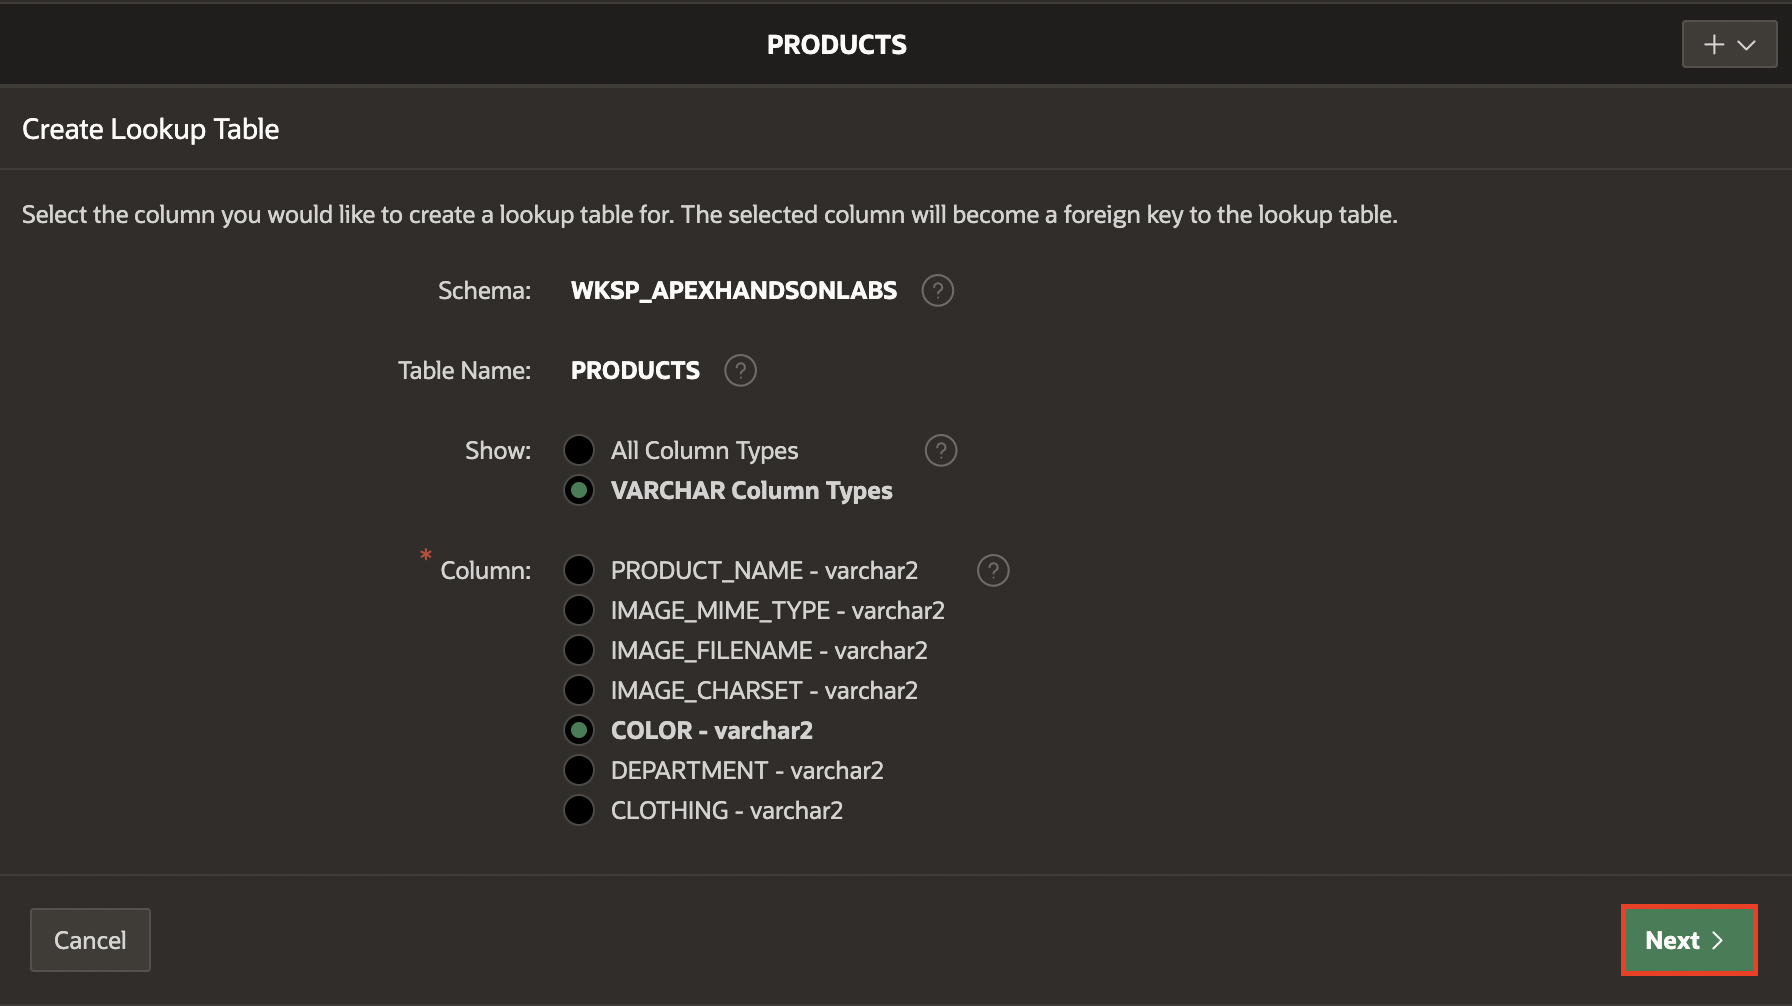 PRODUCTS
Create Lookup Table
Select the column you would like to create a lookup table for. The selected column will become a foreign key to the lookup table.
Schema: WKSP_APEXHANDSONLABS ?
Table Name: PRODUCTS ?
Show: All Column Types ?
VARCHAR Column Types
* Column: PRODUCT_NAME - varchar2 ?
IMAGE_MIME_TYPE - varchar2
IMAGE_FILENAME - varchar2
IMAGE_CHARSET - varchar2
COLOR - varchar2
DEPARTMENT - varchar2
CLOTHING - varchar2
Cancel Next >